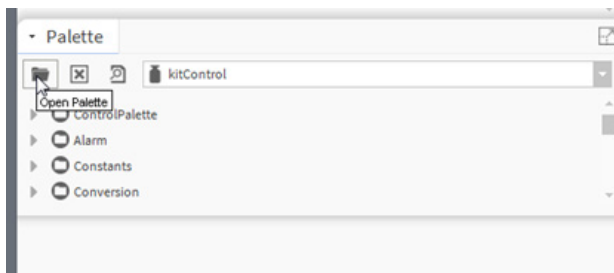 Palette
kitControl
Open Palette
ControlPalette
Alarm
Constants
Conversion